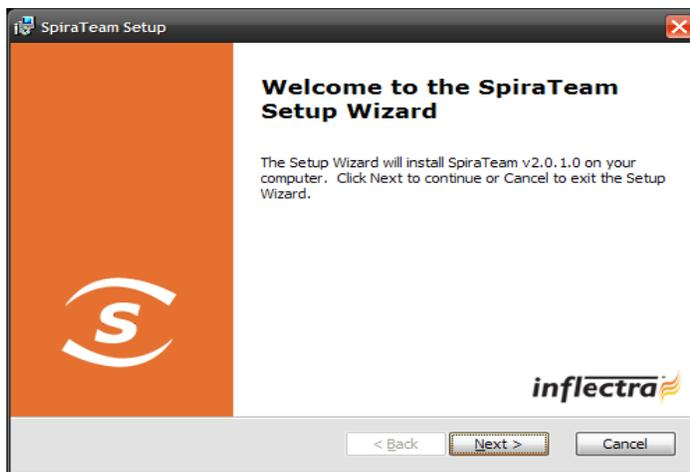 SpiraTeam Setup
Welcome to the SpiraTeam
Setup Wizard
The Setup Wizard will install SpiraTeam v2.0.1.0 on your
computer. Click Next to continue or Cancel to exit the Setup
Wizard.
S
inflectra
< Back Next > Cancel